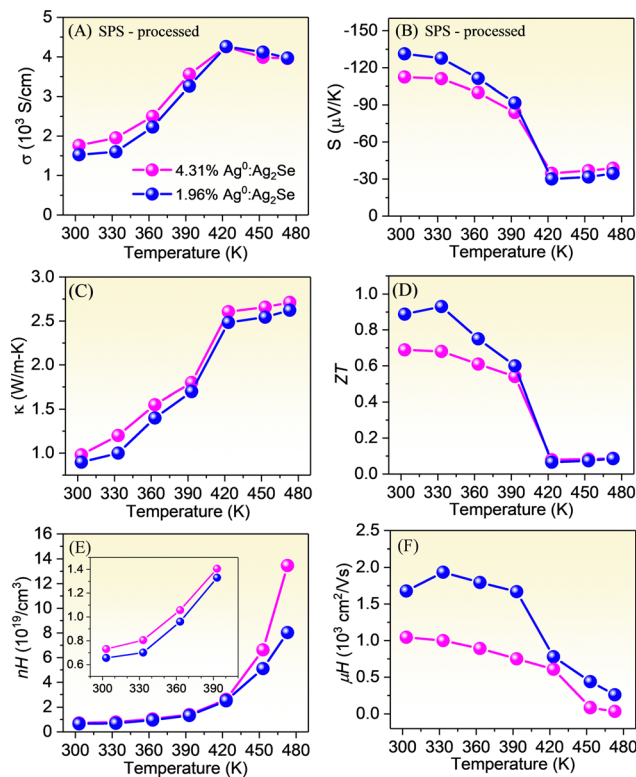 (A) SPS - processed
σ (10³ S/cm)
5
4
3
2
1
0
4.31% Ag⁰:Ag₂Se
1.96% Ag⁰:Ag₂Se
300 330 360 390 420 450 480
Temperature (K)
(B) SPS - processed
S (μV/K)
-150
-120
-90
-60
-30
0
300 330 360 390 420 450 480
Temperature (K)
(C)
κ (W/m-K)
3.0
2.5
2.0
1.5
1.0
300 330 360 390 420 450 480
Temperature (K)
(D)
ZT
1.0
0.8
0.6
0.4
0.2
0.0
300 330 360 390 420 450 480
Temperature (K)
(E)
nH (10¹⁹/cm³)
16
14
12
10
8
6
4
2
0
1.4
1.2
1.0
0.8
0.6
300 330 360 390
300 330 360 390 420 450 480
Temperature (K)
(F)
μH (10³ cm²/Vs)
2.5
2.0
1.5
1.0
0.5
0.0
300 330 360 390 420 450 480
Temperature (K)